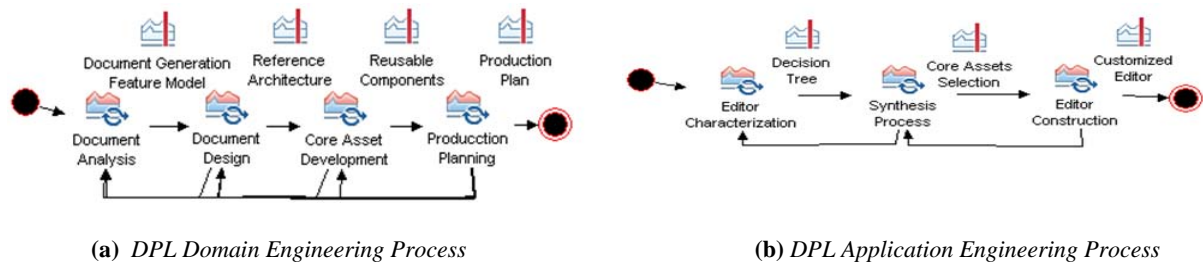 Document Generation
Feature Model
Reference
Architecture
Reusable
Components
Production
Plan
Document
Analysis
Document
Design
Core Asset
Development
Producction
Planning
(a) DPL Domain Engineering Process
Decision
Tree
Core Assets
Selection
Customized
Editor
Editor
Characterization
Synthesis
Process
Editor
Construction
(b) DPL Application Engineering Process